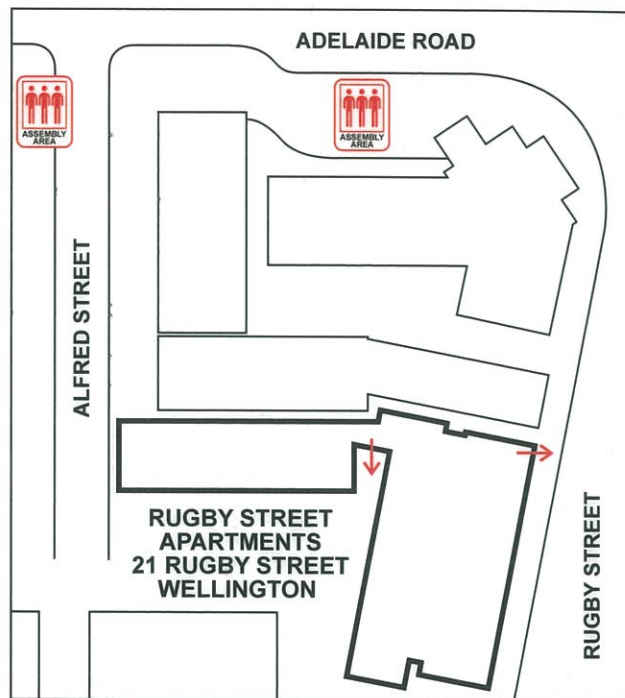 ADELAIDE ROAD
ASSEMBLY
AREA
ASSEMBLY
AREA
ALFRED STREET
RUGBY STREET
APARTMENTS
21 RUGBY STREET
WELLINGTON
RUGBY STREET